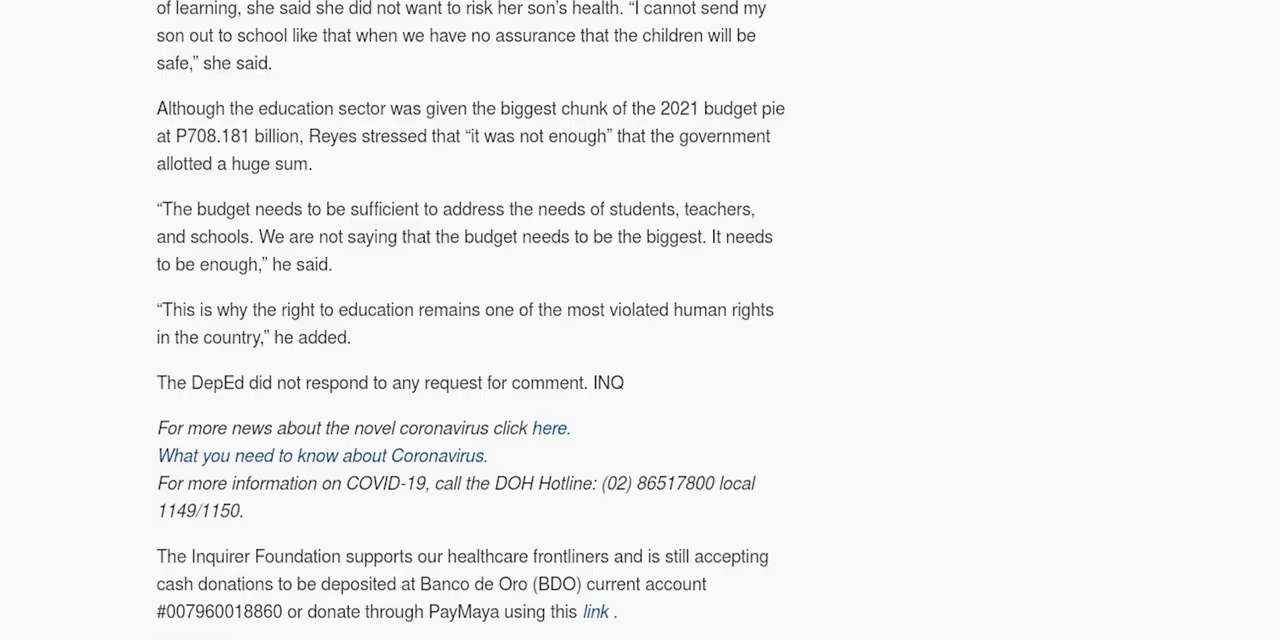 of learning, she said she did not want to risk her son’s health. “I cannot send my
son out to school like that when we have no assurance that the children will be
safe,” she said.
Although the education sector was given the biggest chunk of the 2021 budget pie
at P708.181 billion, Reyes stressed that “it was not enough” that the government
allotted a huge sum.
“The budget needs to be sufficient to address the needs of students, teachers,
and schools. We are not saying that the budget needs to be the biggest. It needs
to be enough,” he said.
“This is why the right to education remains one of the most violated human rights
in the country,” he added.
The DepEd did not respond to any request for comment. INQ
For more news about the novel coronavirus click here.
What you need to know about Coronavirus.
For more information on COVID-19, call the DOH Hotline: (02) 86517800 local
1149/1150.
The Inquirer Foundation supports our healthcare frontliners and is still accepting
cash donations to be deposited at Banco de Oro (BDO) current account
#007960018860 or donate through PayMaya using this link .